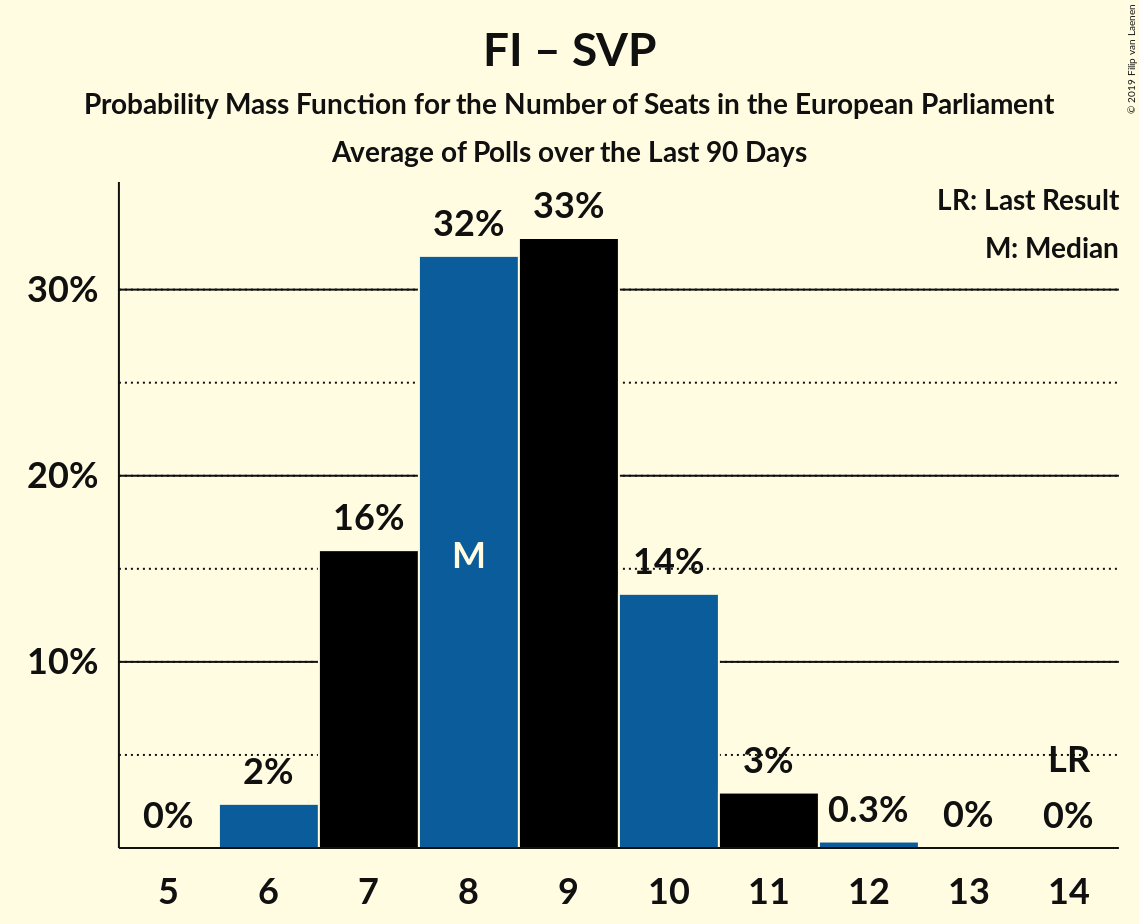 FI – SVP
Probability Mass Function for the Number of Seats in the European Parliament
Average of Polls over the Last 90 Days
© 2019 Filip van Laenen
LR: Last Result
M: Median
30%
20%
10%
0%
2%
16%
32%
M
33%
14%
3%
0.3%
0%
LR
0%
5
6
7
8
9
10
11
12
13
14